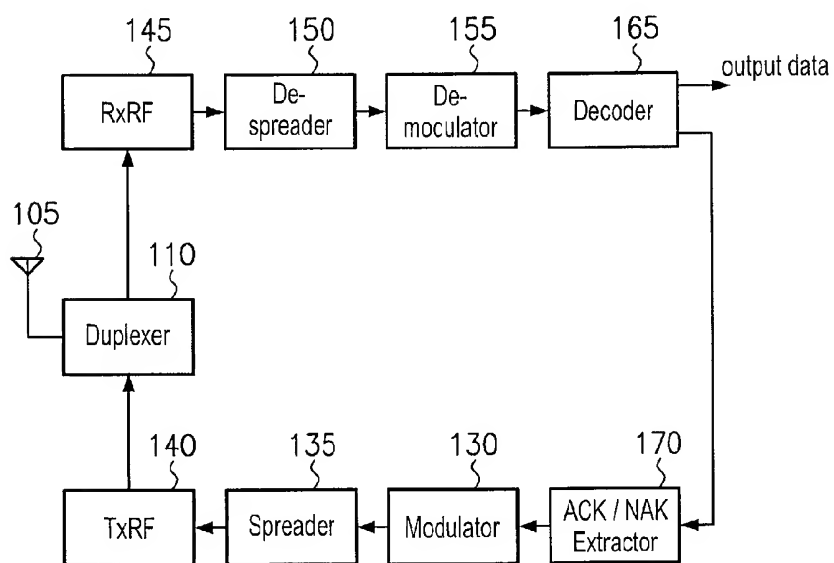 145
150
155
165
RxRF
De-
spreader
De-
moculator
Decoder
output data
105
110
Duplexer
140
135
130
170
TxRF
Spreader
Modulator
ACK / NAK
Extractor